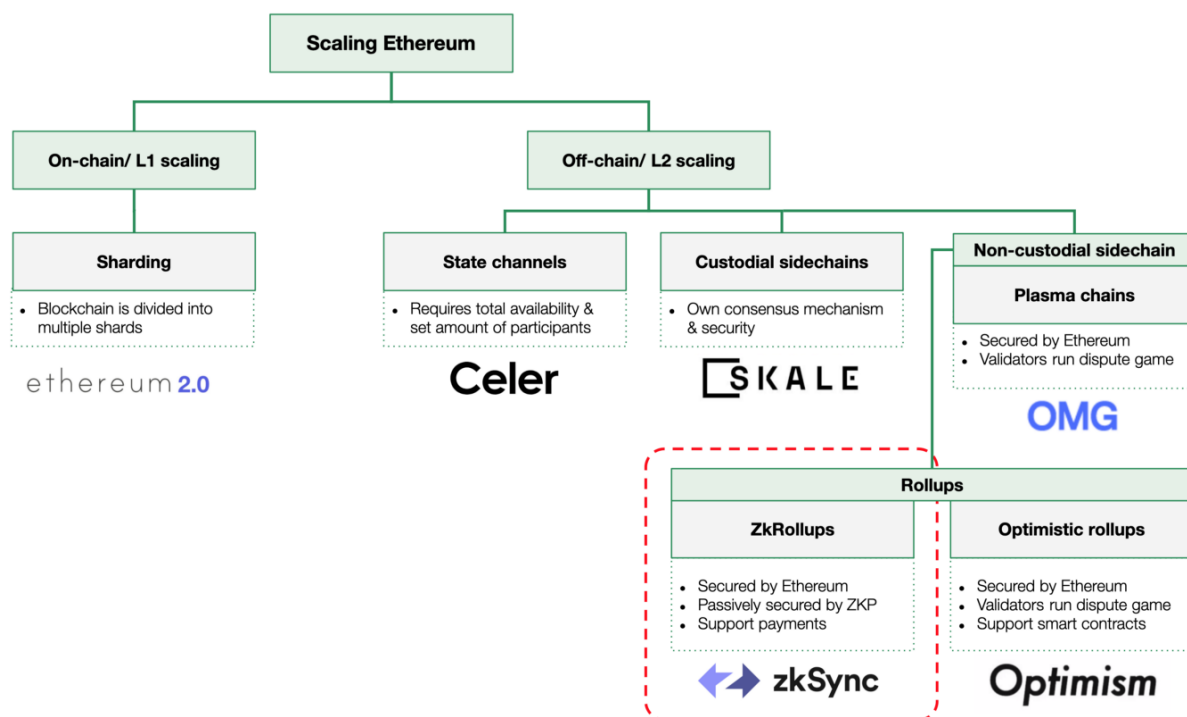 Scaling Ethereum
On-chain/ L1 scaling
Off-chain/ L2 scaling
Sharding
• Blockchain is divided into
multiple shards
ethereum 2.0
State channels
• Requires total availability &
set amount of participants
Celer
Custodial sidechains
• Own consensus mechanism
& security
SKALE
Non-custodial sidechain
Plasma chains
• Secured by Ethereum
• Validators run dispute game
OMG
Rollups
ZkRollups
• Secured by Ethereum
• Passively secured by ZKP
• Support payments
zkSync
Optimistic rollups
• Secured by Ethereum
• Validators run dispute game
• Support smart contracts
Optimism